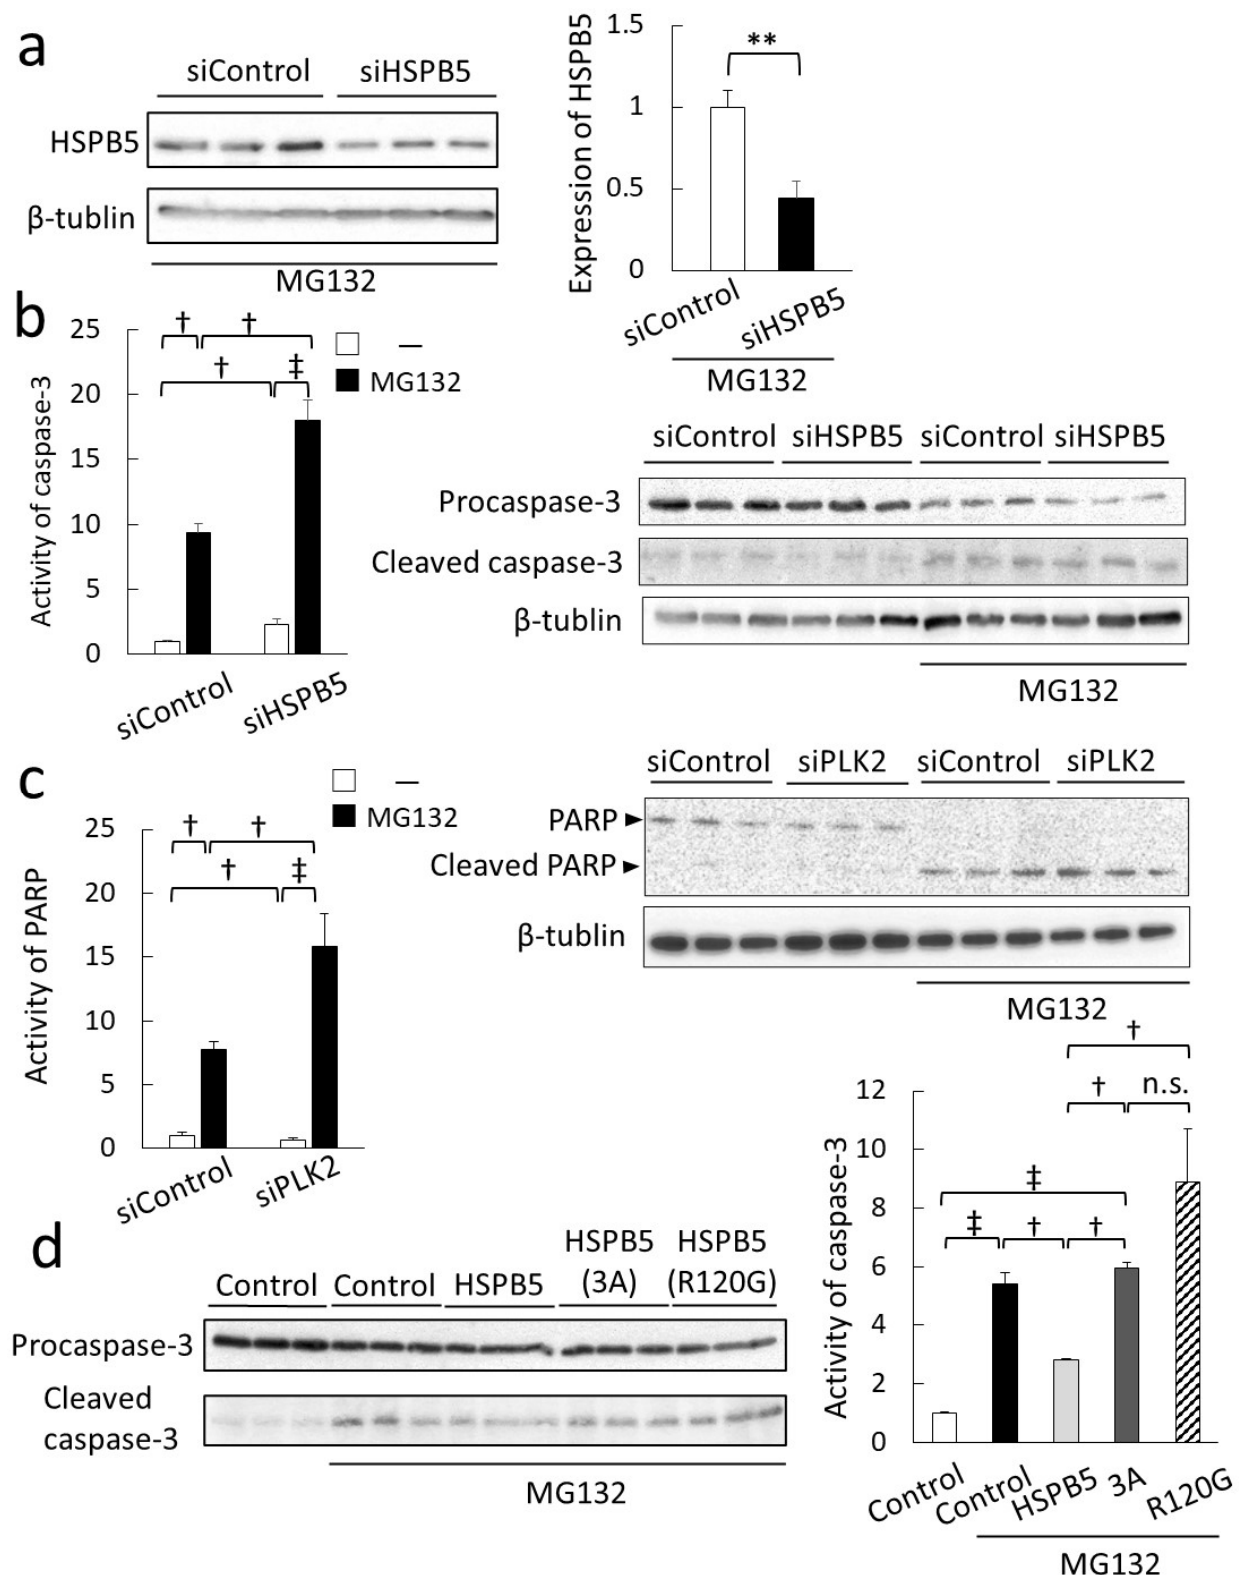 a
siControl siHSPB5
HSPB5
β-tublin
MG132
Expression of HSPB5
1.5
1
0.5
0
**
siControl
siHSPB5
MG132
b
Activity of caspase-3
25
20
15
10
5
0
† †
† ‡
–
MG132
siControl
siHSPB5
siControl siHSPB5 siControl siHSPB5
Procaspase-3
Cleaved caspase-3
β-tublin
MG132
c
Activity of PARP
25
20
15
10
5
0
† †
† ‡
–
MG132
siControl
siPLK2
siControl siPLK2 siControl siPLK2
PARP
Cleaved PARP
β-tublin
MG132
d
Control Control HSPB5 HSPB5 (3A) HSPB5 (R120G)
Procaspase-3
Cleaved
caspase-3
MG132
Activity of caspase-3
12
10
8
6
4
2
0
†
† n.s.
‡
‡ † †
Control
Control
HSPB5
3A
R120G
MG132